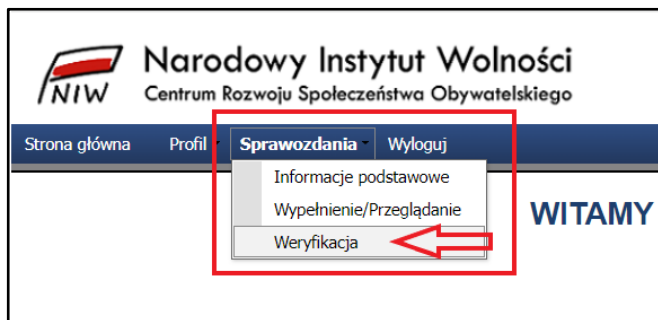 NIW
Narodowy Instytut Wolności
Centrum Rozwoju Społeczeństwa Obywatelskiego
Strona główna Profil Sprawozdania Wyloguj
Informacje podstawowe
Wypełnienie/Przeglądanie
WITAMY
Weryfikacja